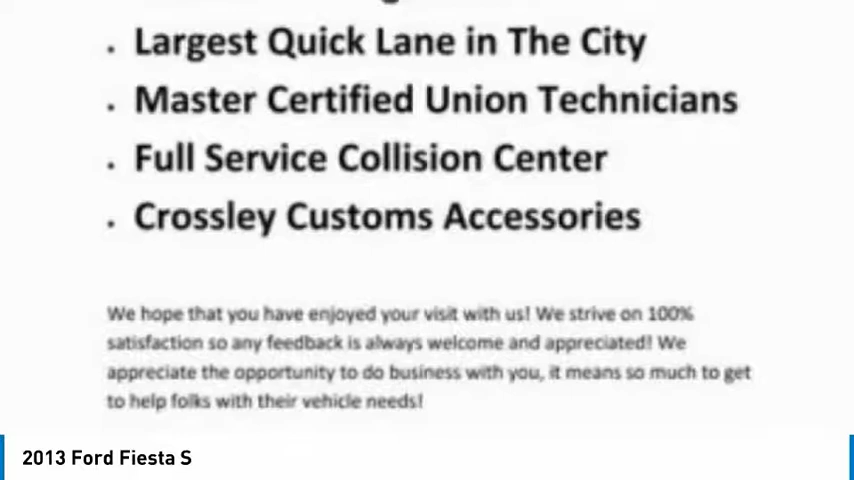 . Largest Quick Lane in The City
. Master Certified Union Technicians
. Full Service Collision Center
. Crossley Customs Accessories
We hope that you have enjoyed your visit with us! We strive on 100%
satisfaction so any feedback is always welcome and appreciated! We
appreciate the opportunity to do business with you, it means so much to get
to help folks with their vehicle needs!
2013 Ford Fiesta S